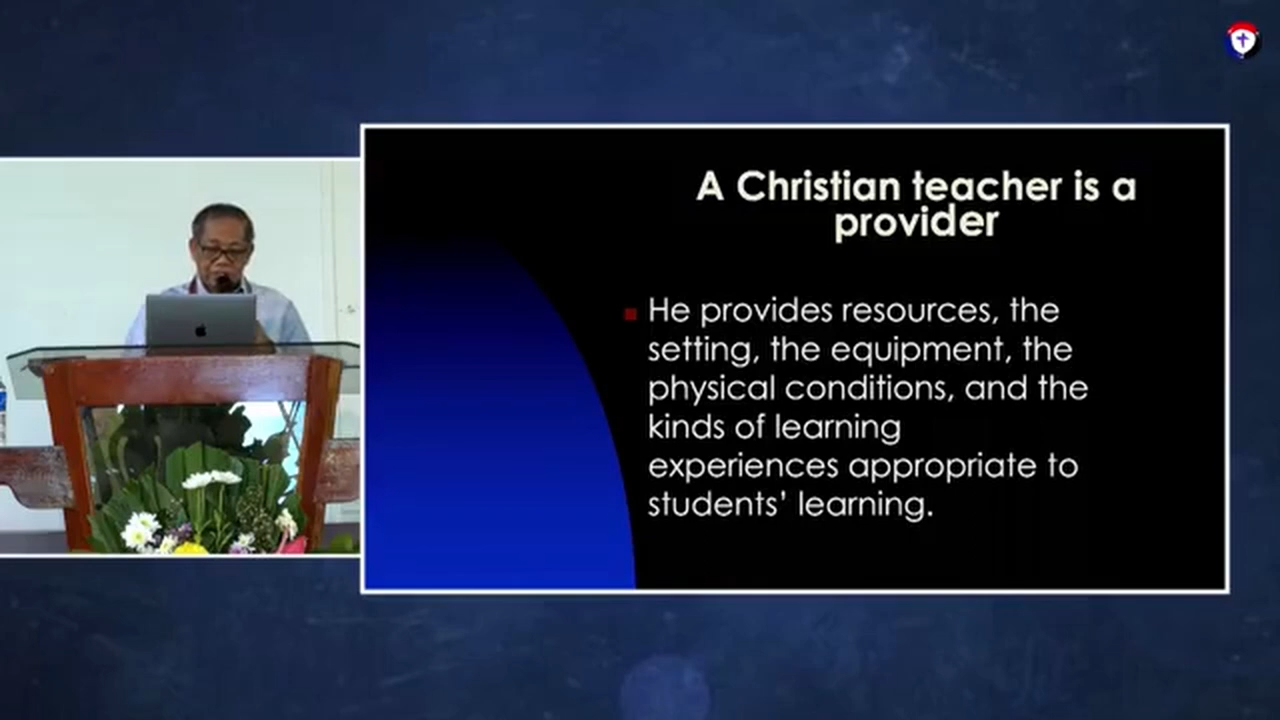 A Christian teacher is a
provider
He provides resources, the
setting, the equipment, the
physical conditions, and the
kinds of learning
experiences appropriate to
students' learning.